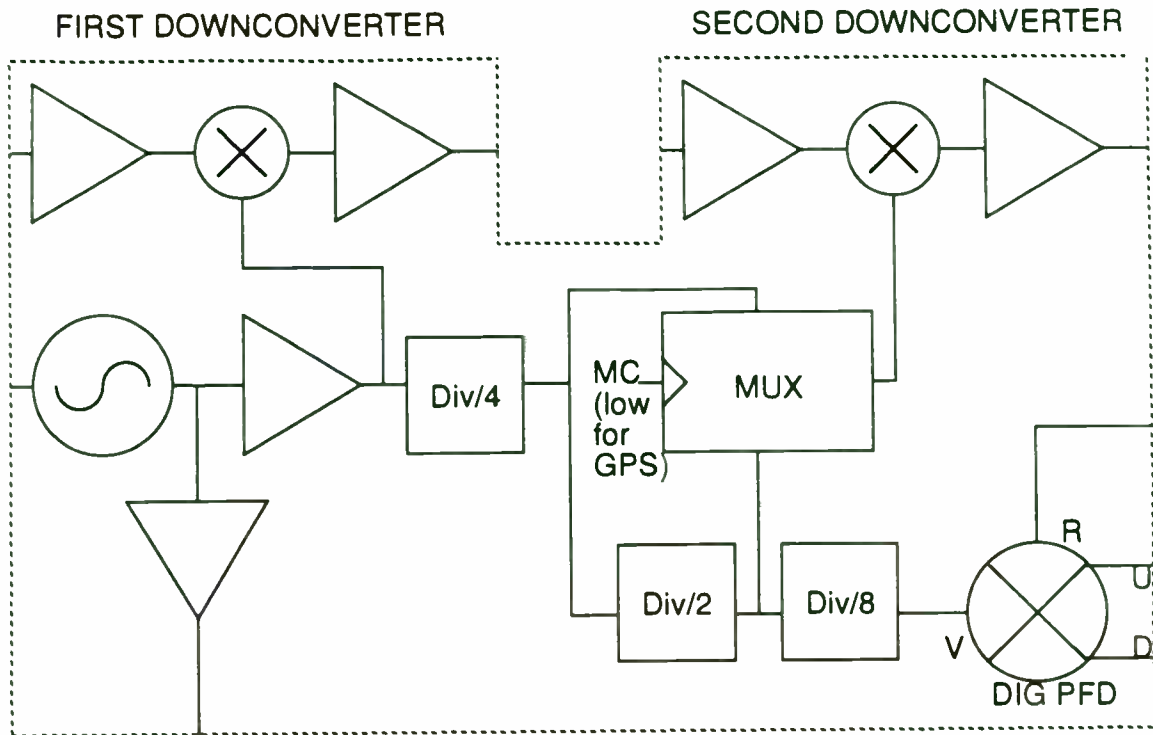 FIRST DOWNCONVERTER
SECOND DOWNCONVERTER
Div/4
MC
(low
for
GPS)
MUX
Div/2
Div/8
R
U
V
D
DIG PFD